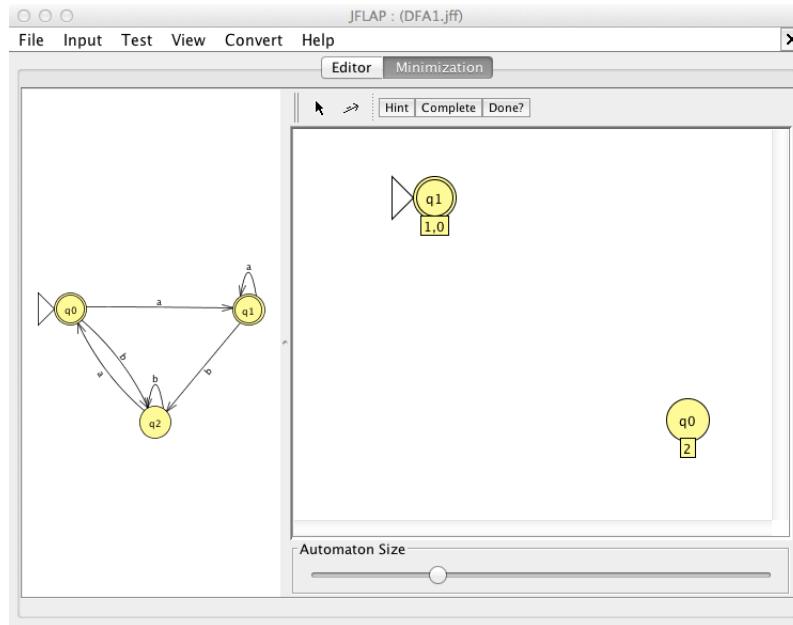 JFLAP : (DFA1.jff)
File Input Test View Convert Help
Editor Minimization
Hint Complete Done?
q1
1,0
a
q0
a
q1
b
a
b
b
q2
q0
2
Automaton Size